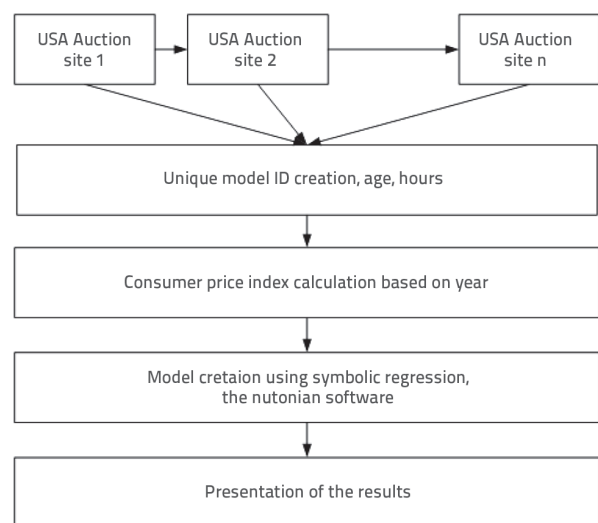 USA Auction
site 1
USA Auction
site 2
USA Auction
site n
Unique model ID creation, age, hours
Consumer price index calculation based on year
Model cretaion using symbolic regression,
the nutonian software
Presentation of the results